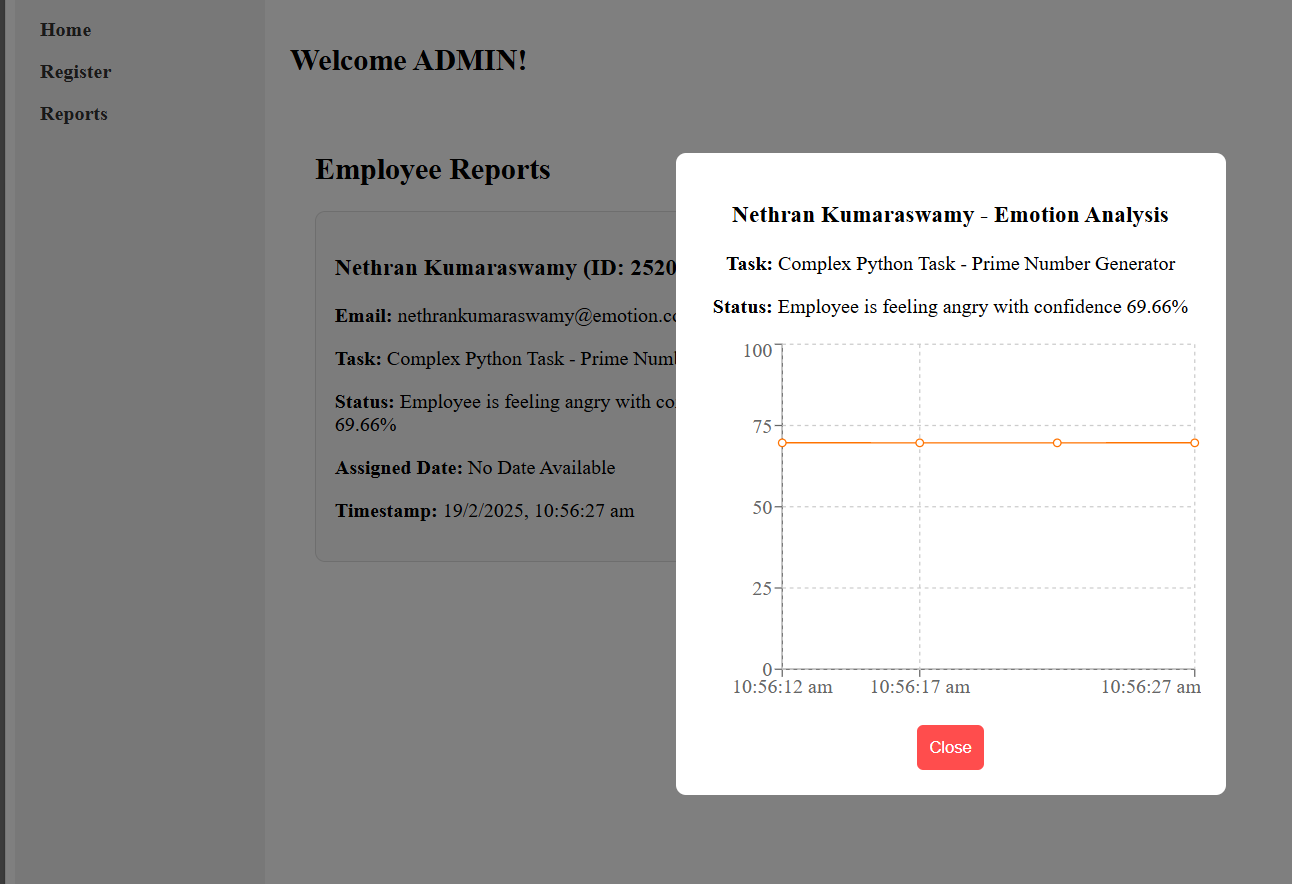 Home
Register
Reports
Welcome ADMIN!
Employee Reports
Nethran Kumaraswamy (ID: 2520
Email: nethrankumaraswamy@emotion.co
Task: Complex Python Task - Prime Num
Status: Employee is feeling angry with co
69.66%
Assigned Date: No Date Available
Timestamp: 19/2/2025, 10:56:27 am
Nethran Kumaraswamy - Emotion Analysis
Task: Complex Python Task - Prime Number Generator
Status: Employee is feeling angry with confidence 69.66%
100
75
50
25
0
10:56:12 am 10:56:17 am 10:56:27 am
Close